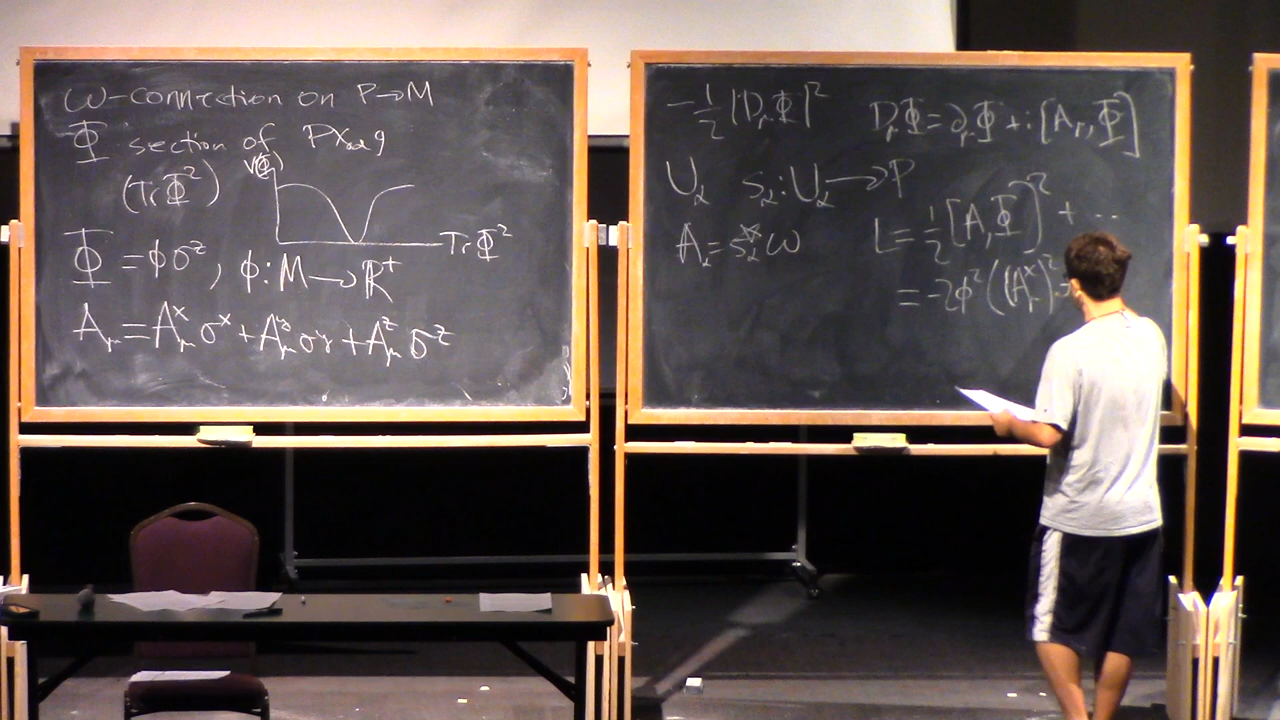 ω-connection on P→M
Φ section of P×_{ad} g
(TrΦ²)
V(Φ)
TrΦ²
Φ = φσ^z, φ: M→R⁺
A_μ = A_μ^x σ^x + A_μ^y σ^y + A_μ^z σ^z
-½|D_μΦ|² D_μΦ = ∂_μΦ + i[A_μ, Φ]
U_α s_α: U_α → P
A_α = s_α^* ω
L = ½[A, Φ]² + ...
= -2φ²((A_μ^x)²